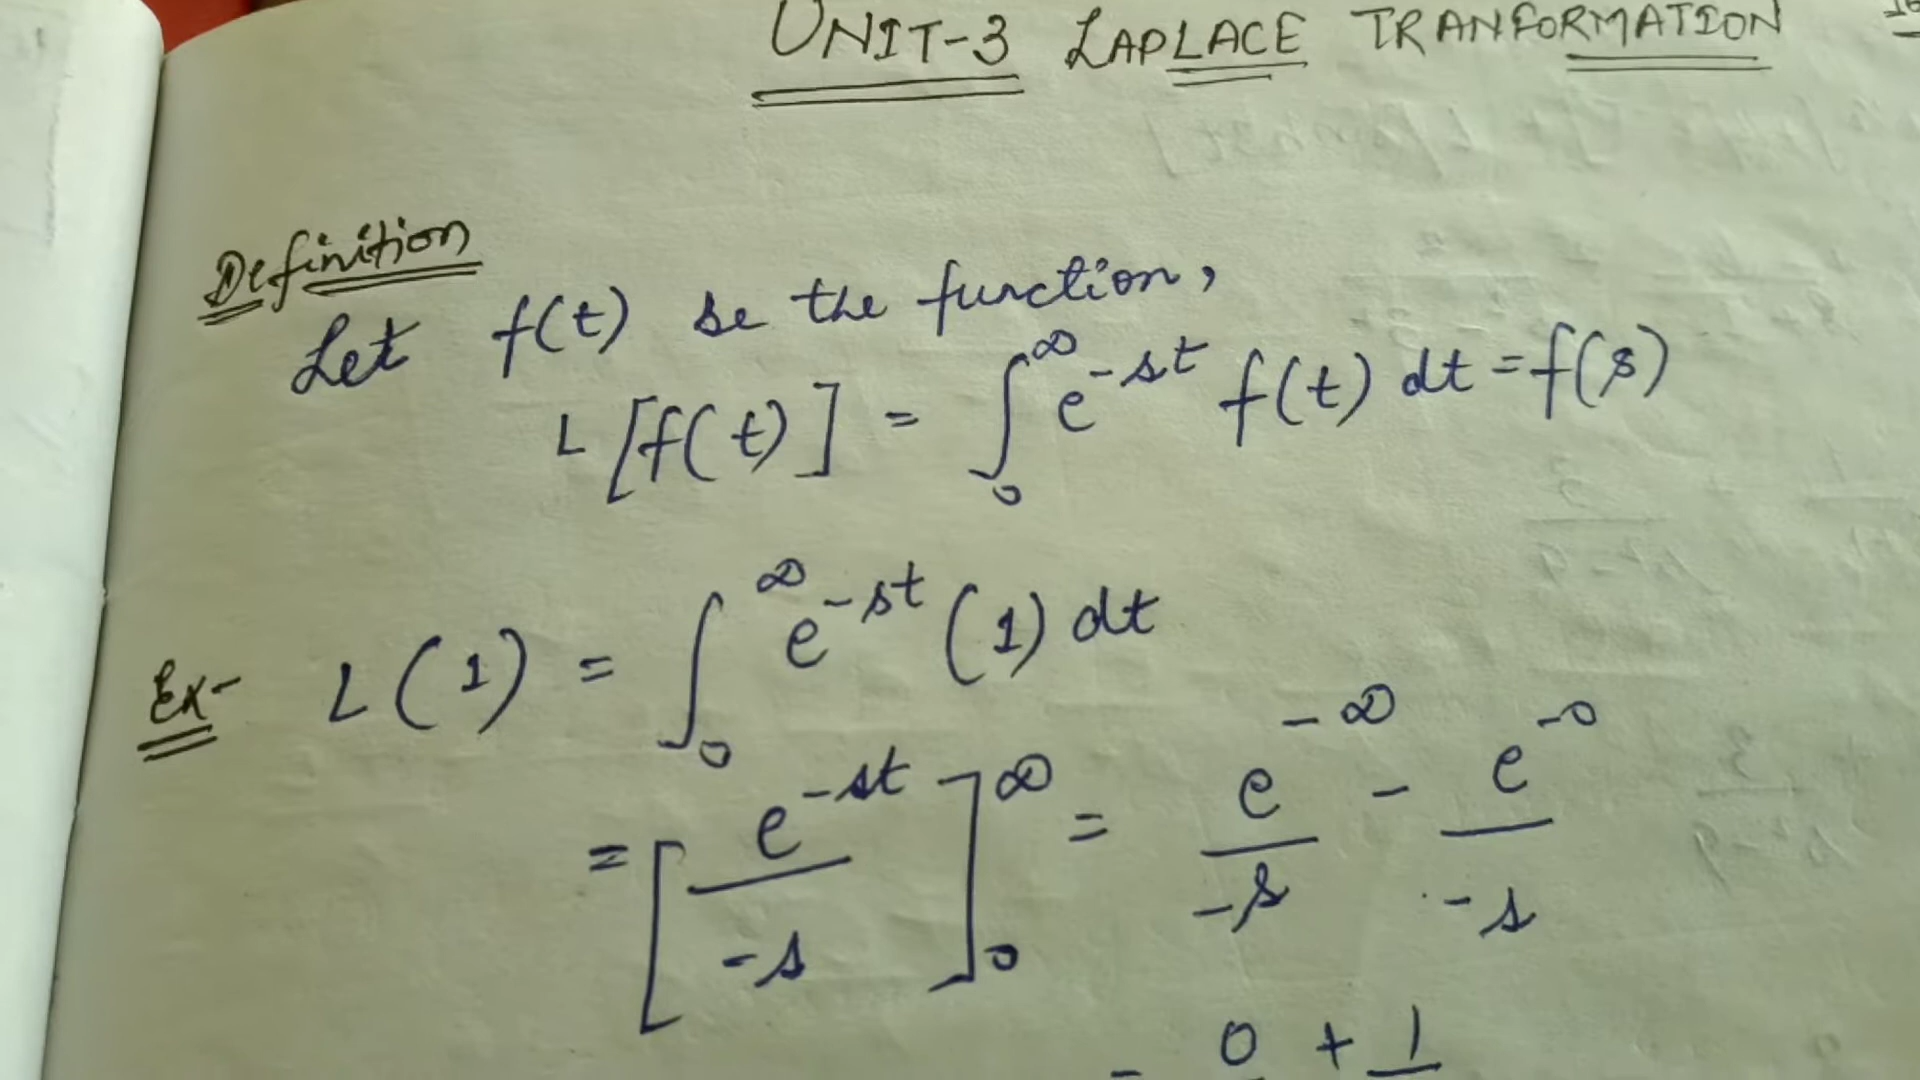 UNIT-3 LAPLACE TRANFORMATION
Definition
Let f(t) be the function,
L[f(t)] = ∫₀^∞ e^{-st} f(t) dt = f(s)
Ex- L(1) = ∫₀^∞ e^{-st} (1) dt
= [e^{-st}/-s]₀^∞ = e^{-∞}/-s - e^{-0}/-s
= 0 + 1